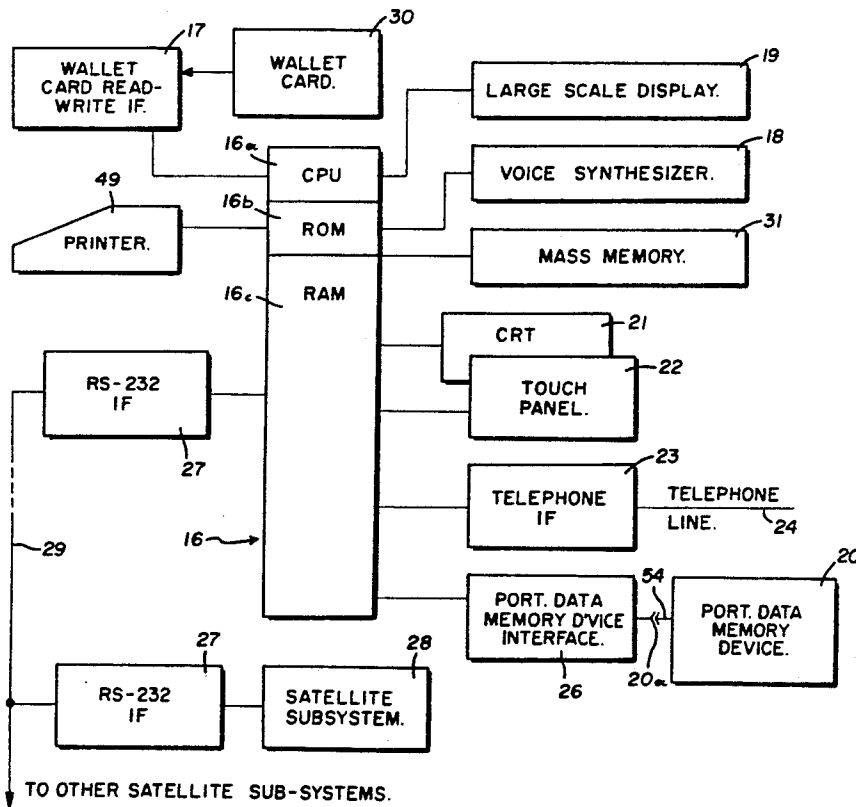 17
30
WALLET
CARD READ-
WRITE IF.
WALLET
CARD.
19
LARGE SCALE DISPLAY.
16a
CPU
18
VOICE SYNTHESIZER.
49
PRINTER.
16b
ROM
31
MASS MEMORY.
16c
RAM
CRT
21
22
TOUCH
PANEL.
RS-232
IF
27
23
TELEPHONE
IF
TELEPHONE
LINE.
24
29
16
PORT. DATA
MEMORY D'VICE
INTERFACE.
26
54
20a
20
PORT. DATA
MEMORY
DEVICE.
27
RS-232
IF
28
SATELLITE
SUBSYSTEM.
TO OTHER SATELLITE SUB-SYSTEMS.